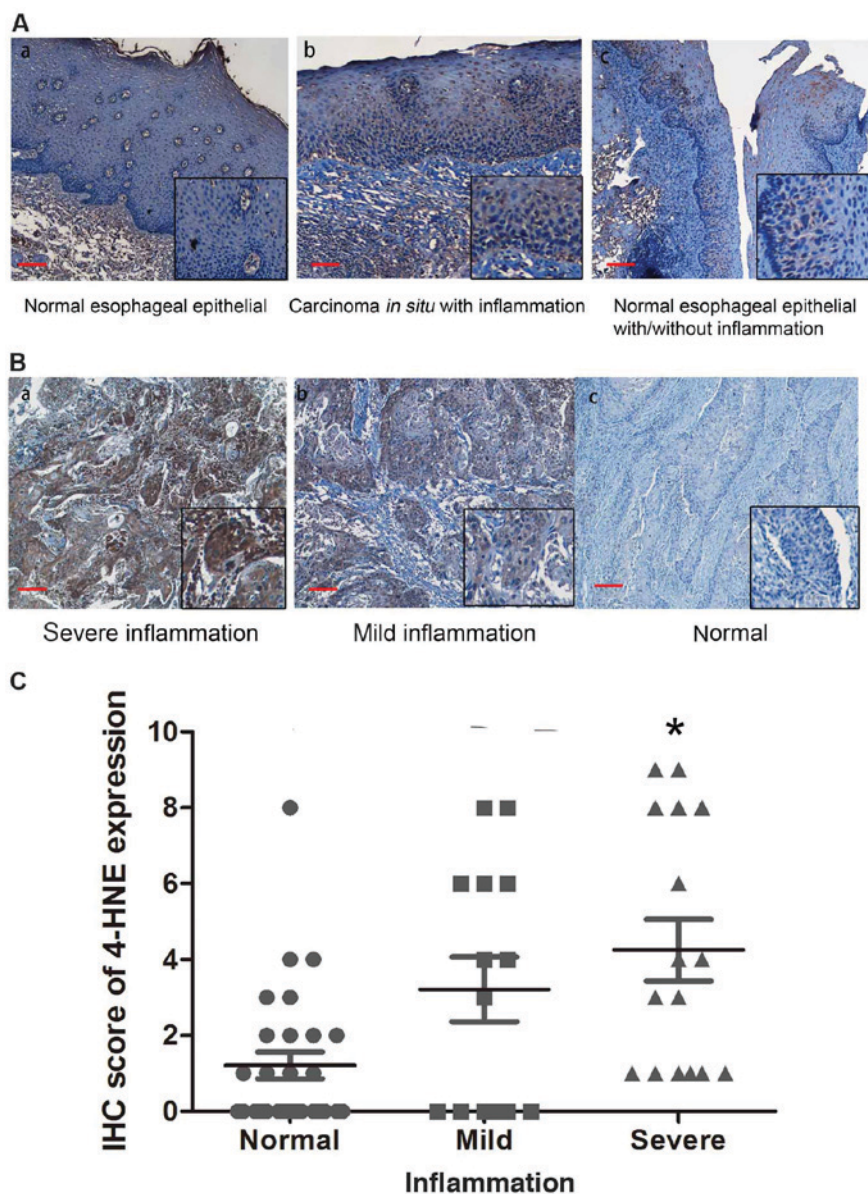 A
a
b
c
Normal esophageal epithelial
Carcinoma in situ with inflammation
Normal esophageal epithelial
with/without inflammation
B
a
b
c
Severe inflammation
Mild inflammation
Normal
C
IHC score of 4-HNE expression
10
8
6
4
2
0
*
Normal
Mild
Severe
Inflammation